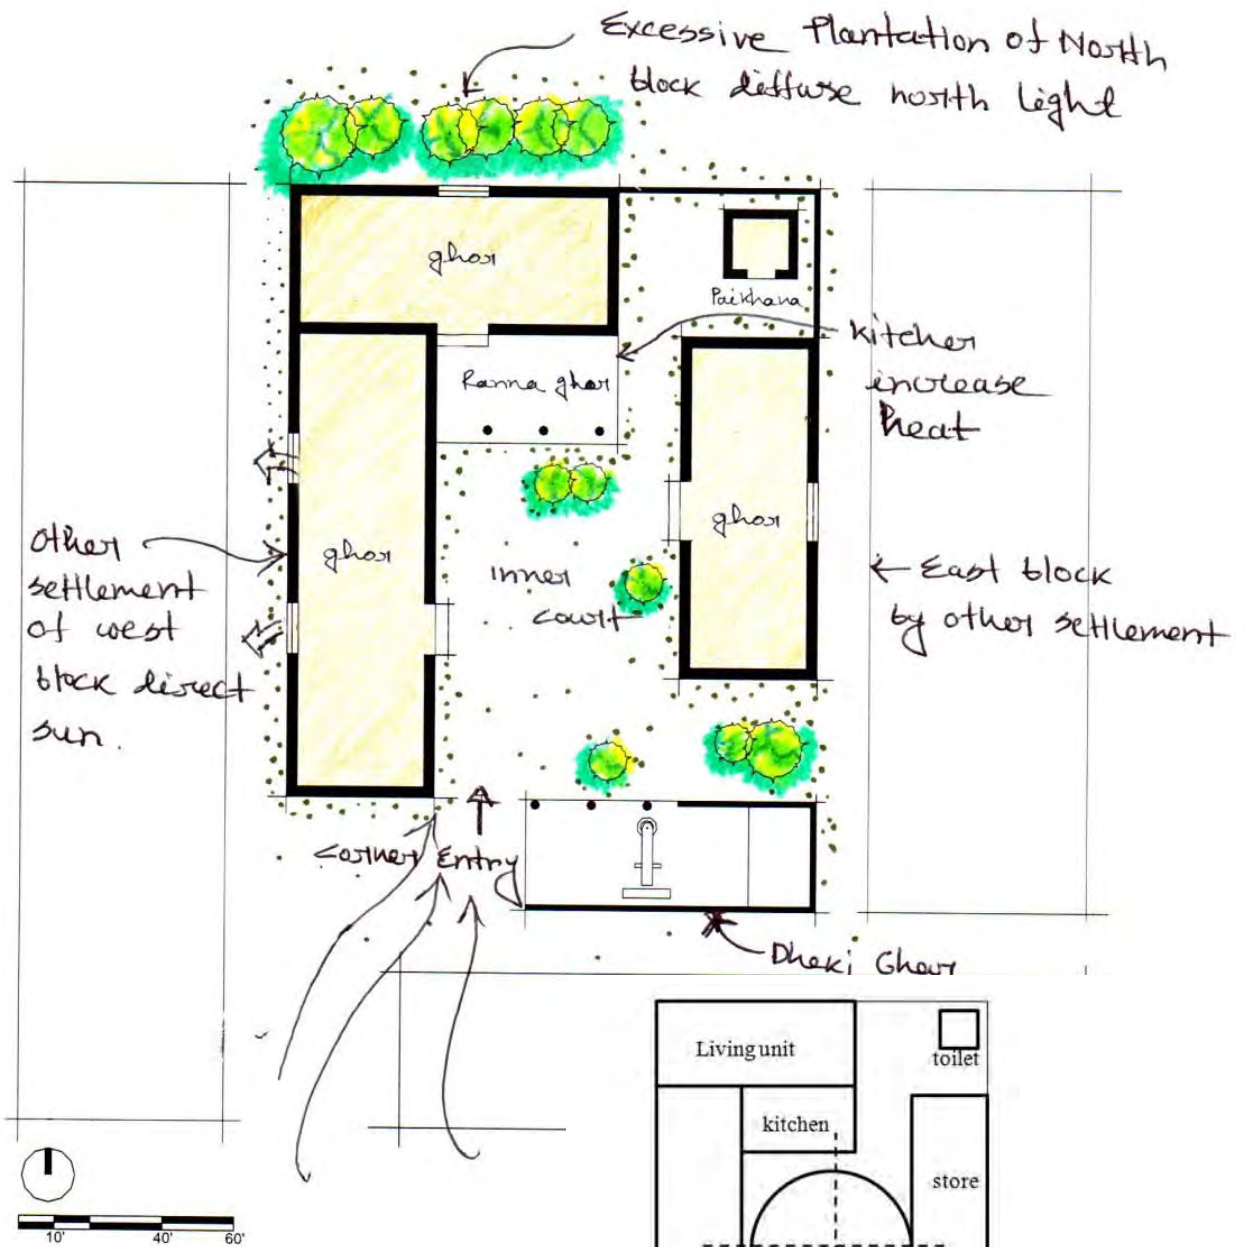 Excessive Plantation of North
block diffuse north light
ghor
Paikhana
kitchen
increase
heat
Ranna ghor
ghor
ghor
inner
court
Other
settlement
of west
block direct
sun.
← East block
by other settlement
Corner Entry
Dheki Ghor
Living unit
toilet
kitchen
store
10' 40' 60'